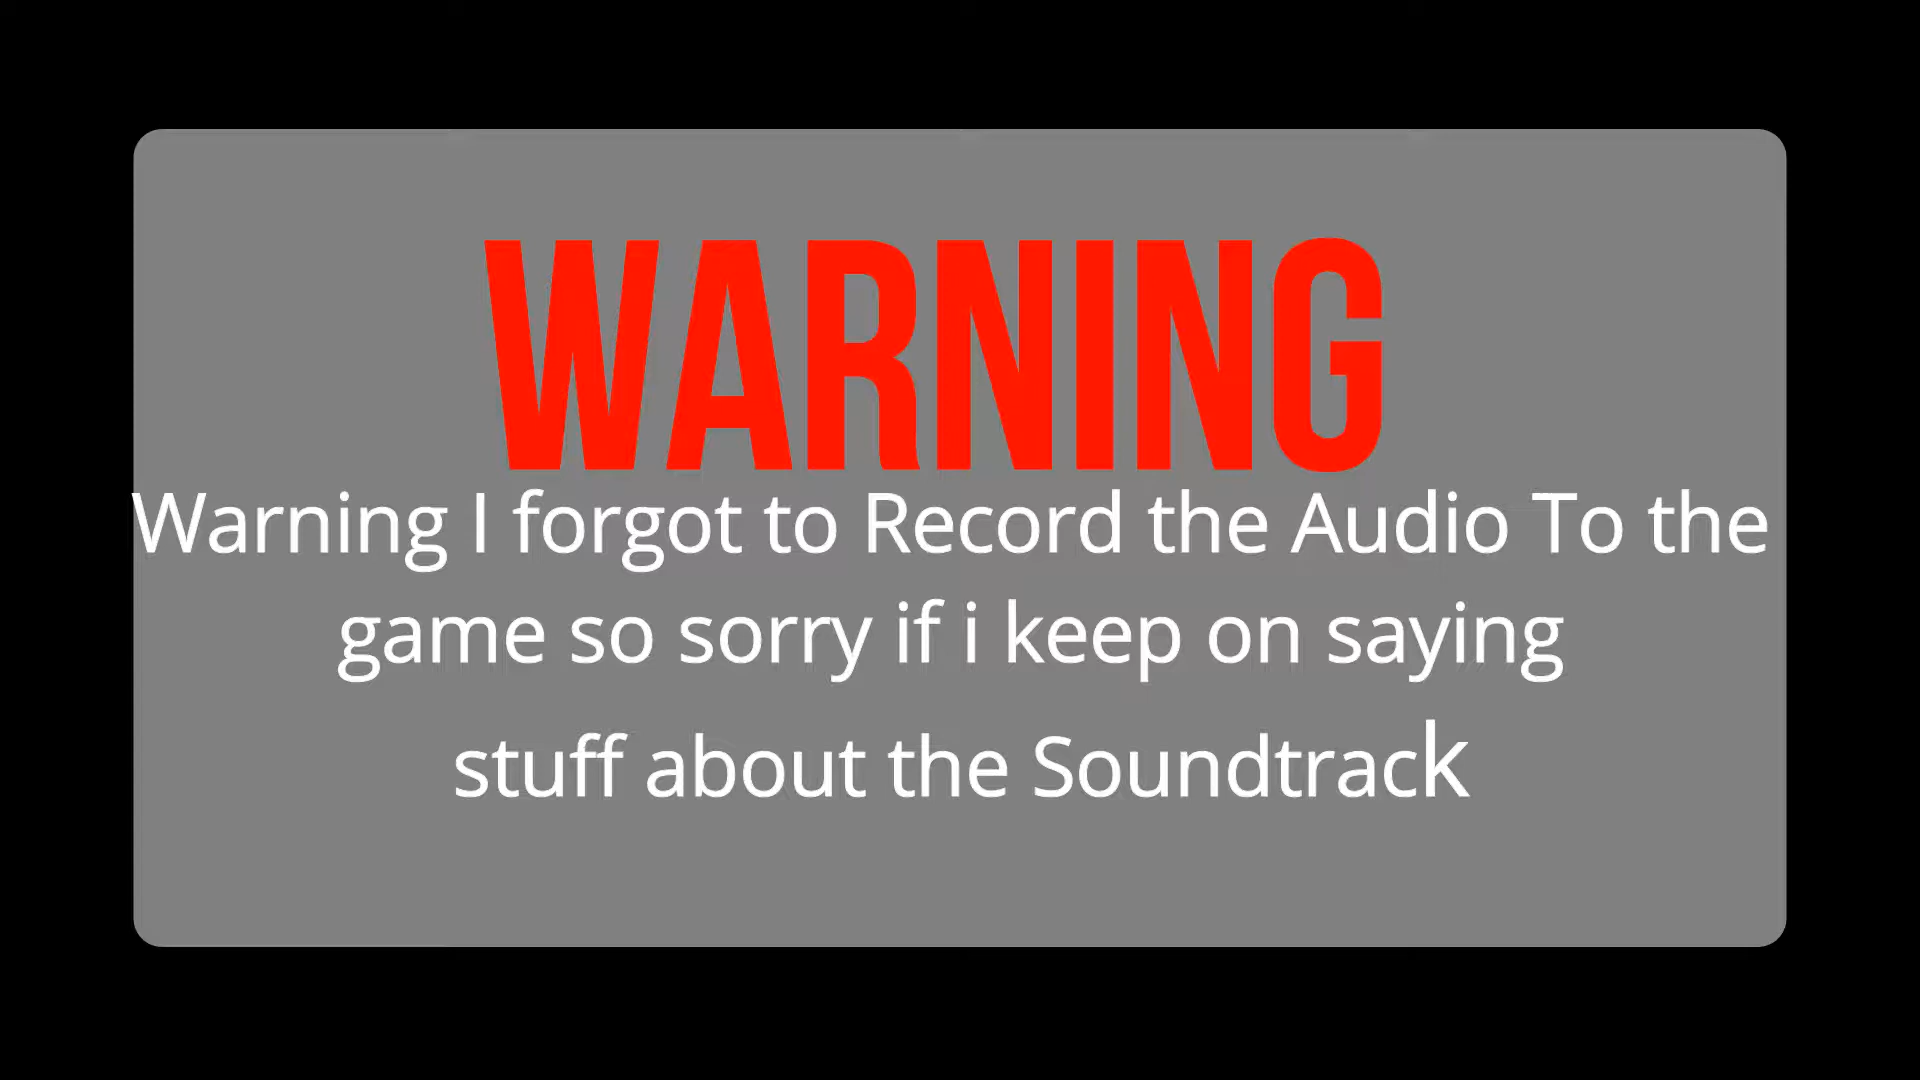 WARNING
Warning I forgot to Record the Audio To the
game so sorry if i keep on saying
stuff about the Soundtrack